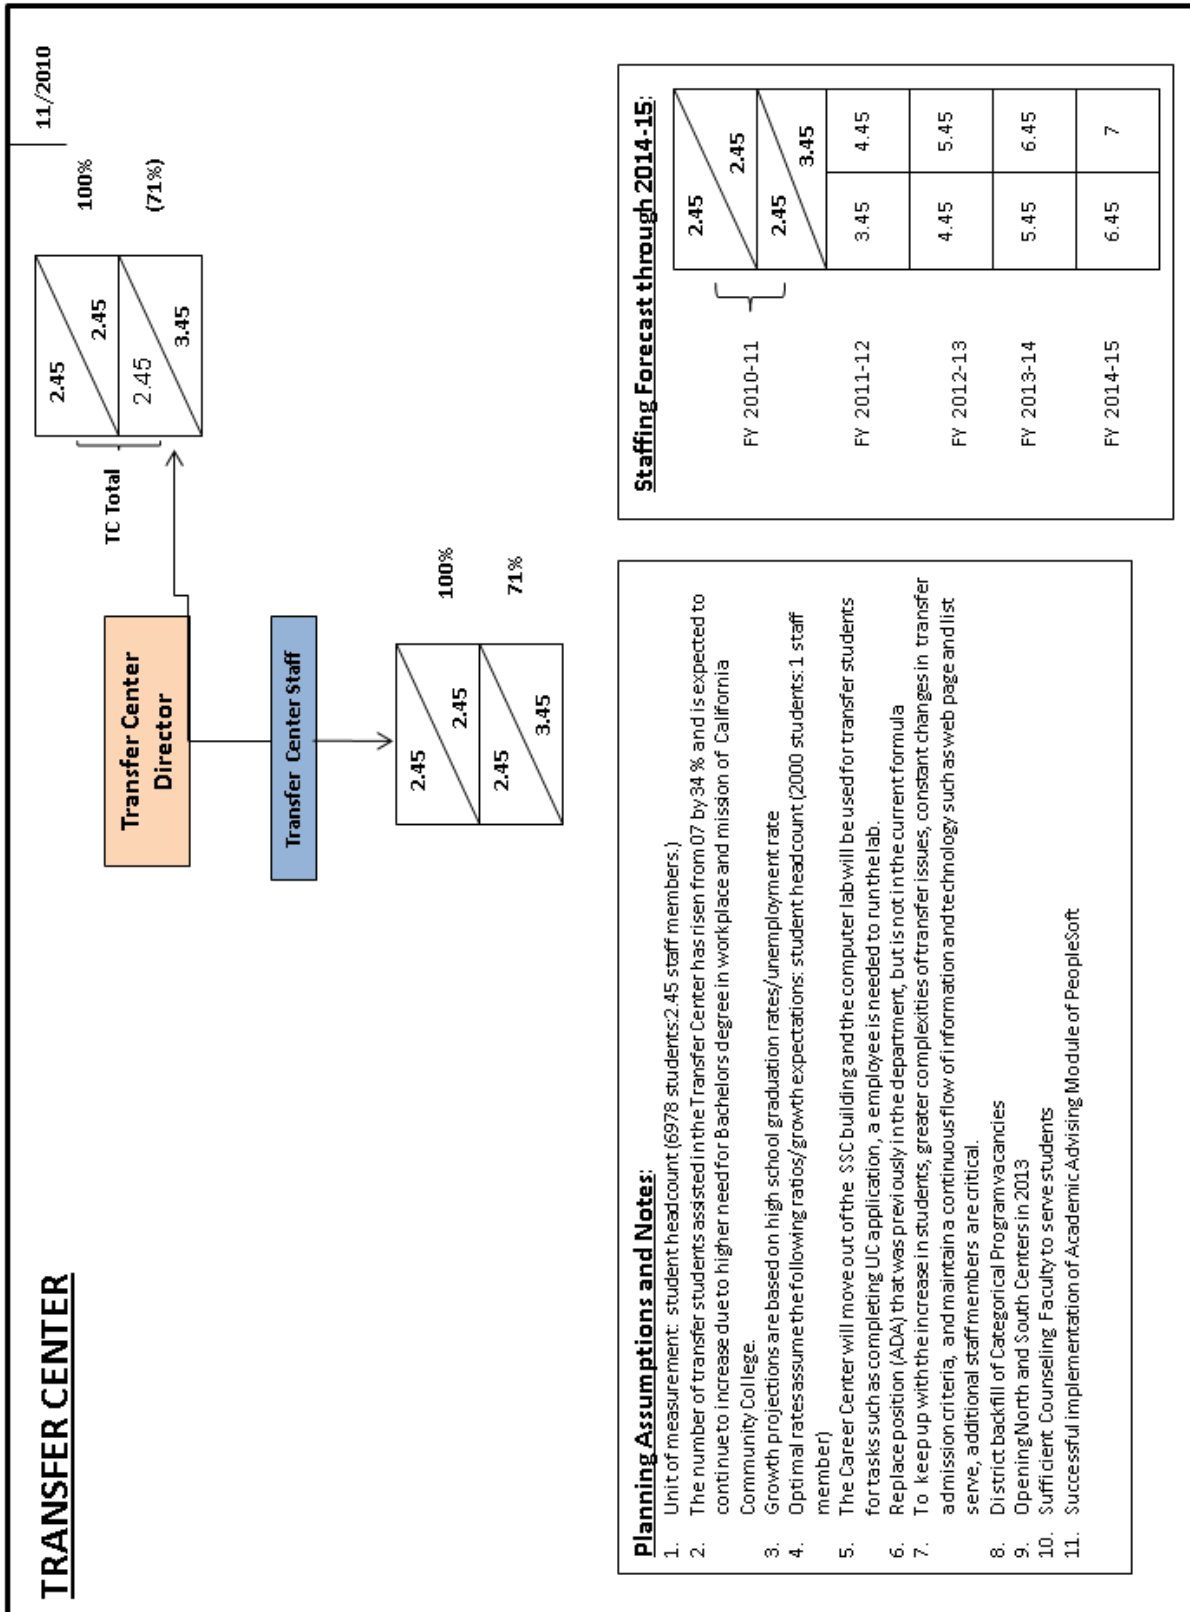 TRANSFER CENTER
11/2010
Transfer Center
Director
TC Total
2.45
2.45
100%
2.45
3.45
(71%)
Transfer Center Staff
2.45
2.45
100%
2.45
3.45
71%
Planning Assumptions and Notes:
1. Unit of measurement: student headcount (6978 students:2.45 staff members.)
2. The number of transfer students assisted in the Transfer Center has risen from 07 by 34 % and is expected to
continue to increase due to higher need for Bachelors degree in workplace and mission of California
Community College.
3. Growth projections are based on high school graduation rates/unemployment rate
4. Optimal rates assume the following ratios/growth expectations: student headcount (2000 students:1 staff
member)
5. The Career Center will move out of the SSC building and the computer lab will be used for transfer students
for tasks such as completing UC application, a employee is needed to run the lab.
6. Replace position (ADA) that was previously in the department, but is not in the current formula
7. To keep up with the increase in students, greater complexities of transfer issues, constant changes in transfer
admission criteria, and maintain a continuous flow of information and technology such as web page and list
serve, additional staff members are critical.
8. District backfill of Categorical Program vacancies
9. Opening North and South Centers in 2013
10. Sufficient Counseling Faculty to serve students
11. Successful implementation of Academic Advising Module of PeopleSoft
Staffing Forecast through 2014-15:
FY 2010-11
2.45
2.45
2.45
3.45
FY 2011-12 3.45 4.45
FY 2012-13 4.45 5.45
FY 2013-14 5.45 6.45
FY 2014-15 6.45 7